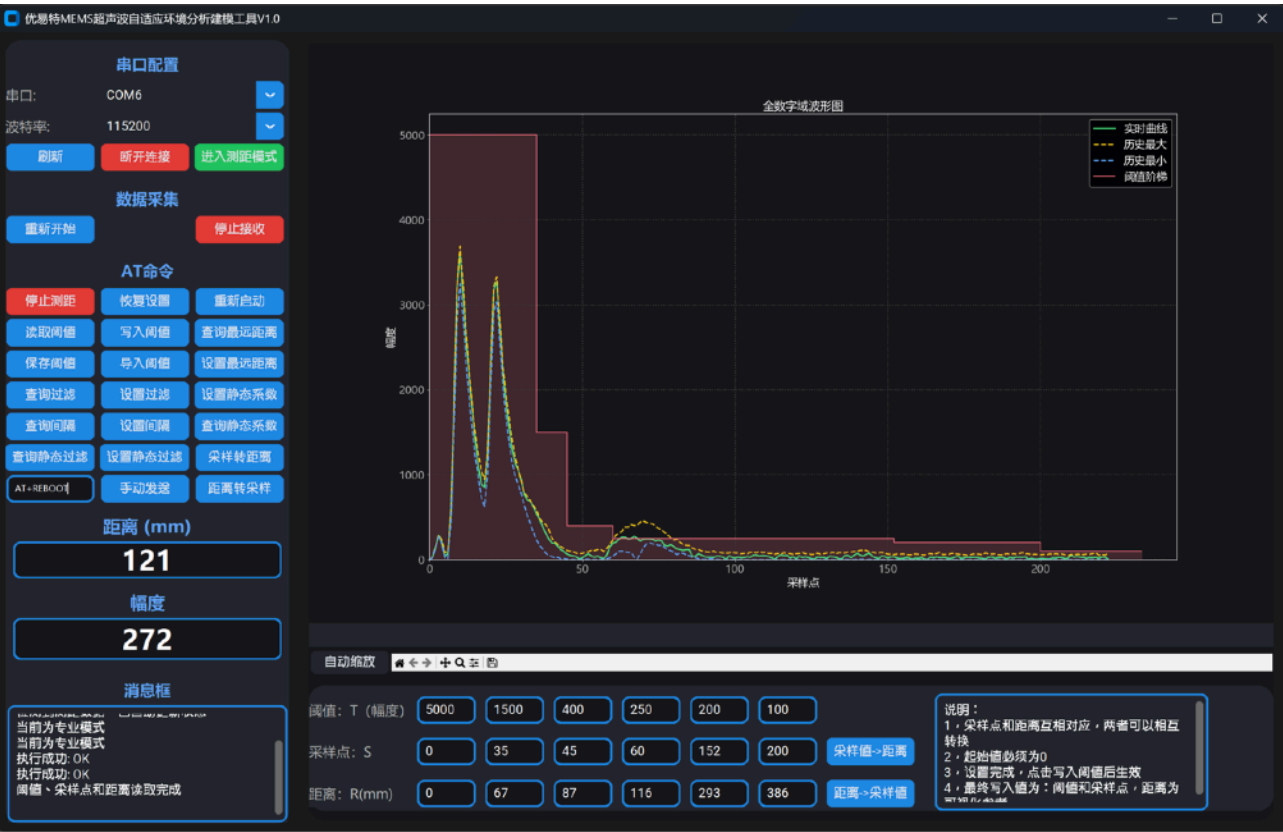 优易特MEMS超声波自适应环境分析建模工具V1.0
串口配置
串口: COM6
波特率: 115200
刷新 断开连接 进入测距模式
数据采集
重新开始 停止接收
AT命令
停止测距 恢复设置 重新启动
读取阈值 写入阈值 查询最远距离
保存阈值 导入阈值 设置最远距离
查询过滤 设置过滤 设置静态系数
查询间隔 设置间隔 查询静态系数
查询静态过滤 设置静态过滤 采样转距离
AT+REBOOT 手动发送 距离转采样
距离 (mm)
121
幅度
272
消息框
当前为专业模式
当前为专业模式
执行成功: OK
执行成功: OK
阈值、采样点和距离读取完成
全数字域波形图
实时曲线
历史最大
历史最小
阈值阶梯
5000
4000
3000
2000
1000
0
幅度
0 50 100 150 200
采样点
自动缩放
阈值: T (幅度) 5000 1500 400 250 200 100
采样点: S 0 35 45 60 152 200 采样值->距离
距离: R(mm) 0 67 87 116 293 386 距离->采样值
说明：
1，采样点和距离互相对应，两者可以相互
转换
2，起始值必须为0
3，设置完成，点击写入阈值后生效
4，最终写入值为：阈值和采样点，距离为